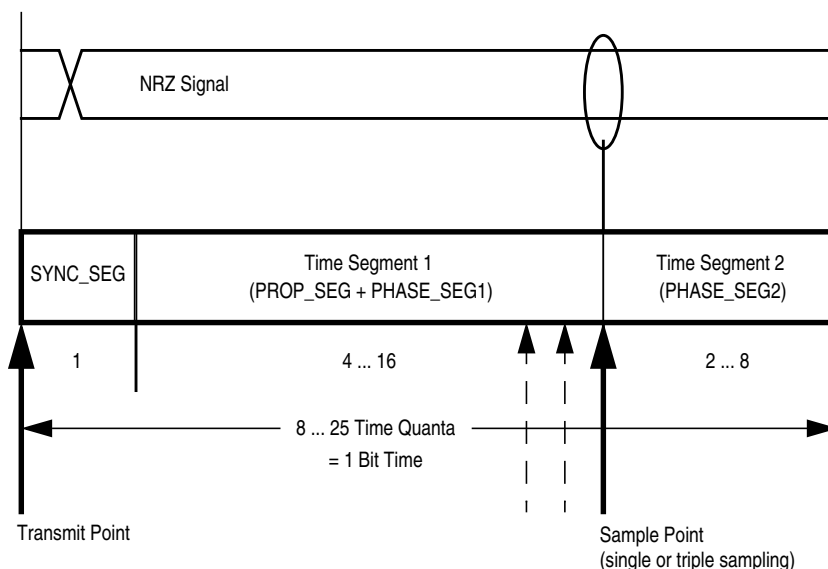 NRZ Signal
SYNC_SEG
Time Segment 1
(PROP_SEG + PHASE_SEG1)
Time Segment 2
(PHASE_SEG2)
1
4 ... 16
2 ... 8
8 ... 25 Time Quanta
= 1 Bit Time
Transmit Point
Sample Point
(single or triple sampling)